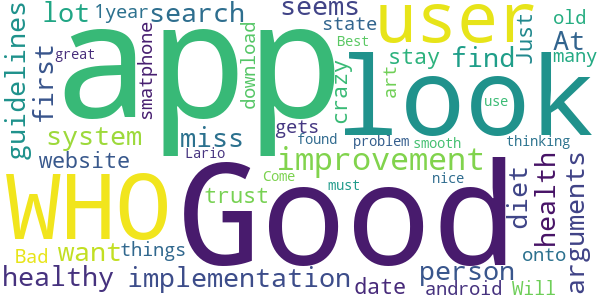 lot 1year search seems user Just old
guidelines first great app smatphone download state Best look At
crazy art stay find many
system miss gets found use
website Lario problem smooth thinking
WHO Good improvement
trust Come must nice diet health arguments
want things onto
Bad
healthy implementation date person android Will